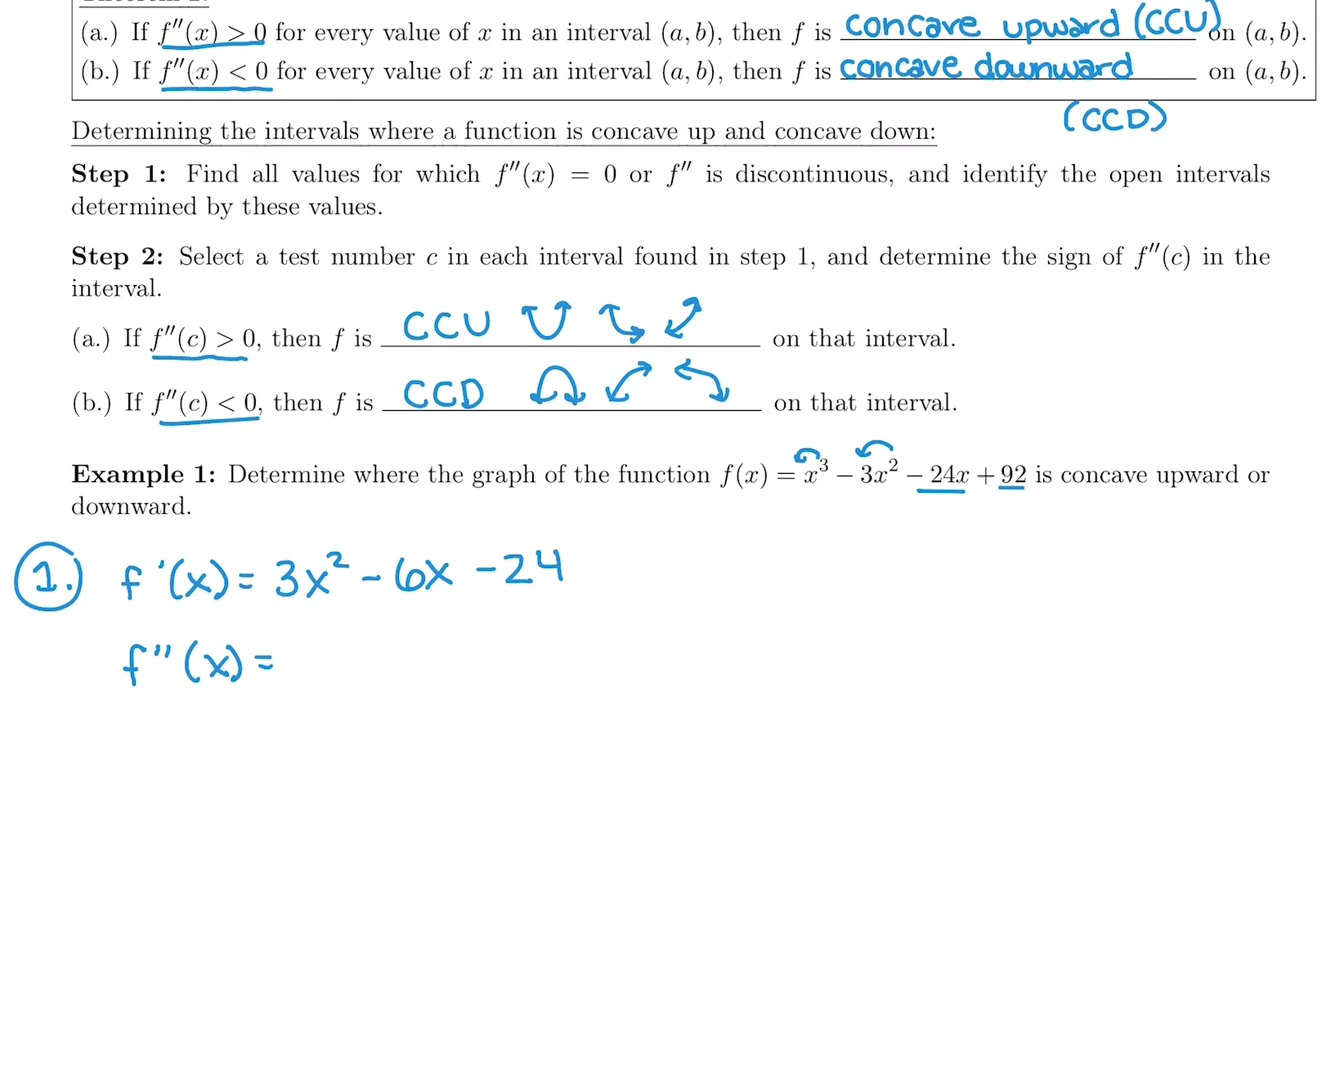 (a.) If f″(x) > 0 for every value of x in an interval (a, b), then f is concave upward (CCU) on (a, b).
(b.) If f″(x) < 0 for every value of x in an interval (a, b), then f is concave downward on (a, b).
(CCD)
Determining the intervals where a function is concave up and concave down:
Step 1: Find all values for which f″(x) = 0 or f″ is discontinuous, and identify the open intervals
determined by these values.
Step 2: Select a test number c in each interval found in step 1, and determine the sign of f″(c) in the
interval.
(a.) If f″(c) > 0, then f is CCU on that interval.
(b.) If f″(c) < 0, then f is CCD on that interval.
Example 1: Determine where the graph of the function f(x) = x³ − 3x² − 24x + 92 is concave upward or
downward.
1. f'(x) = 3x² - 6x - 24
f"(x) =